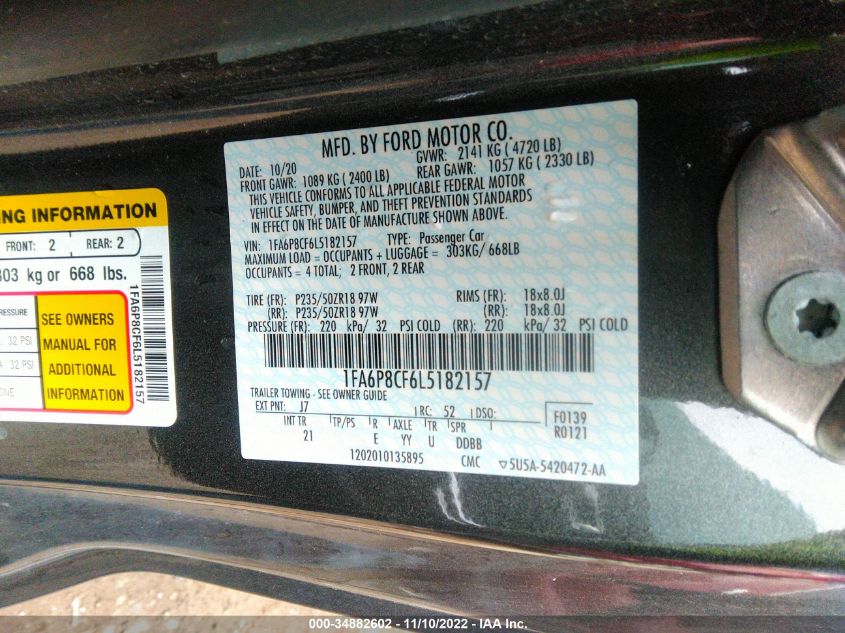 NG INFORMATION
FRONT: 2 REAR: 2
303 kg or 668 lbs.
RESSURE
32 PSI
32 PSI
SEE OWNERS
MANUAL FOR
ADDITIONAL
INFORMATION
1FA6P8CF6L5182157
MFD. BY FORD MOTOR CO.
DATE: 10/20 GVWR: 2141 KG ( 4720 LB)
FRONT GAWR: 1089 KG ( 2400 LB) REAR GAWR: 1057 KG ( 2330 LB)
THIS VEHICLE CONFORMS TO ALL APPLICABLE FEDERAL MOTOR
VEHICLE SAFETY, BUMPER, AND THEFT PREVENTION STANDARDS
IN EFFECT ON THE DATE OF MANUFACTURE SHOWN ABOVE.
VIN: 1FA6P8CF6L5182157 TYPE: Passenger Car
MAXIMUM LOAD = OCCUPANTS + LUGGAGE = 303KG/ 668LB
OCCUPANTS = 4 TOTAL; 2 FRONT, 2 REAR
TIRE (FR): P235/50ZR18 97W RIMS (FR): 18x8.0J
(RR): P235/50ZR18 97W (RR): 18x8.0J
PRESSURE (FR): 220 kPa/ 32 PSI COLD (RR): 220 kPa/ 32 PSI COLD
1FA6P8CF6L5182157
TRAILER TOWING - SEE OWNER GUIDE
EXT PNT: J7 RC: 52 DSO: F0139
INT TR TP/PS R AXLE TR SPR R0121
21 E YY U DDBB
1202010135895 CMC 5USA-5420472-AA
000-34882602 - 11/10/2022 - IAA Inc.